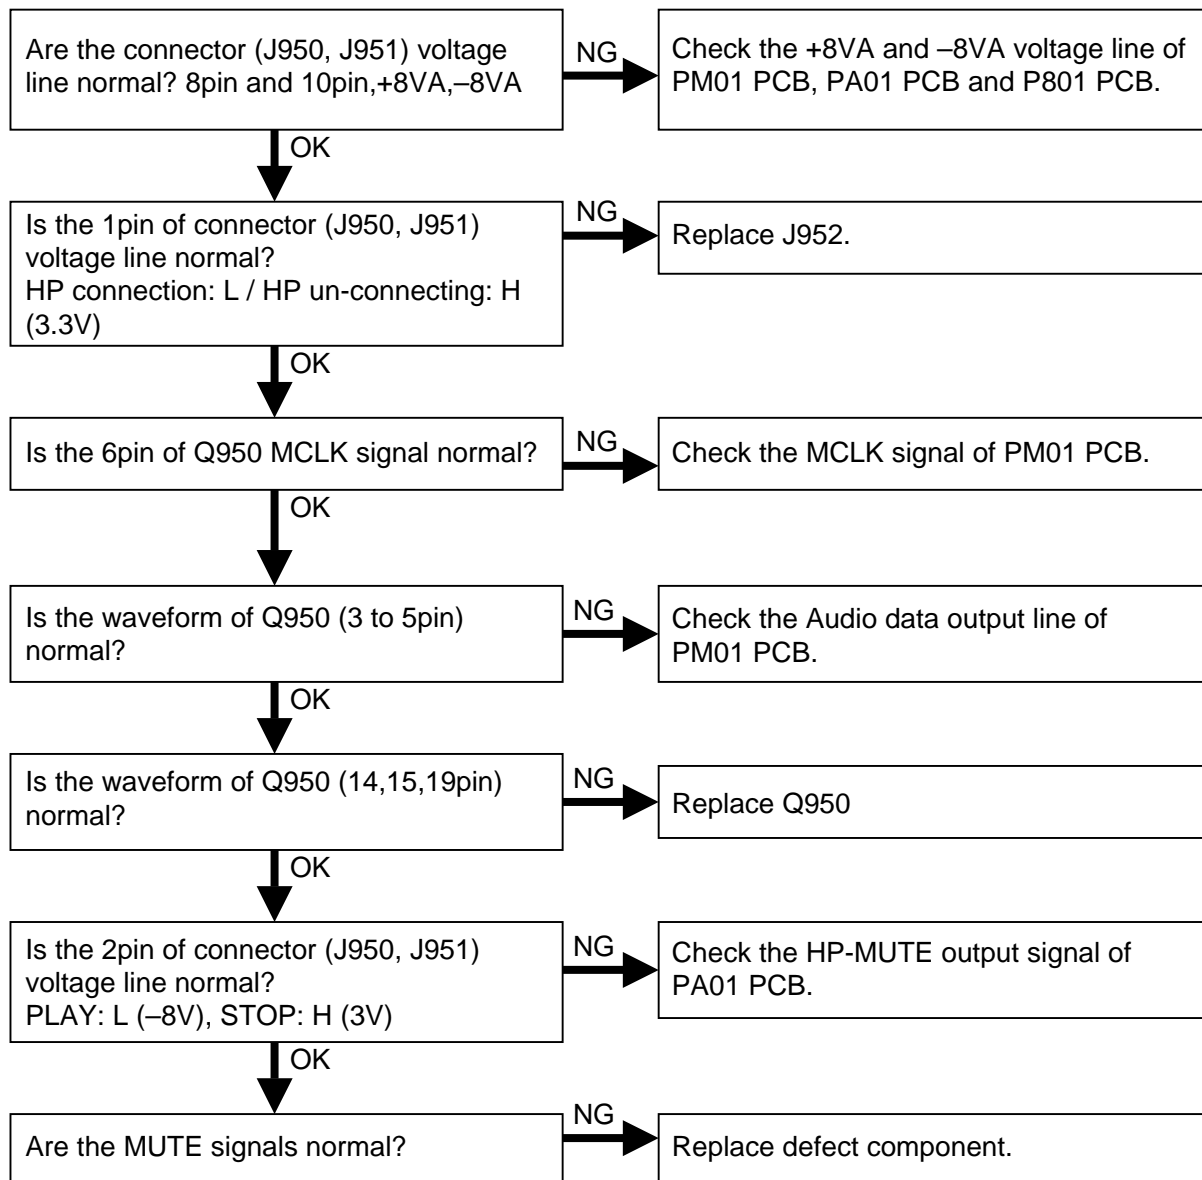 Are the connector (J950, J951) voltage
line normal? 8pin and 10pin,+8VA,–8VA
NG
Check the +8VA and –8VA voltage line of
PM01 PCB, PA01 PCB and P801 PCB.
OK
Is the 1pin of connector (J950, J951)
voltage line normal?
HP connection: L / HP un-connecting: H
(3.3V)
NG
Replace J952.
OK
Is the 6pin of Q950 MCLK signal normal?
NG
Check the MCLK signal of PM01 PCB.
OK
Is the waveform of Q950 (3 to 5pin)
normal?
NG
Check the Audio data output line of
PM01 PCB.
OK
Is the waveform of Q950 (14,15,19pin)
normal?
NG
Replace Q950
OK
Is the 2pin of connector (J950, J951)
voltage line normal?
PLAY: L (–8V), STOP: H (3V)
NG
Check the HP-MUTE output signal of
PA01 PCB.
OK
Are the MUTE signals normal?
NG
Replace defect component.